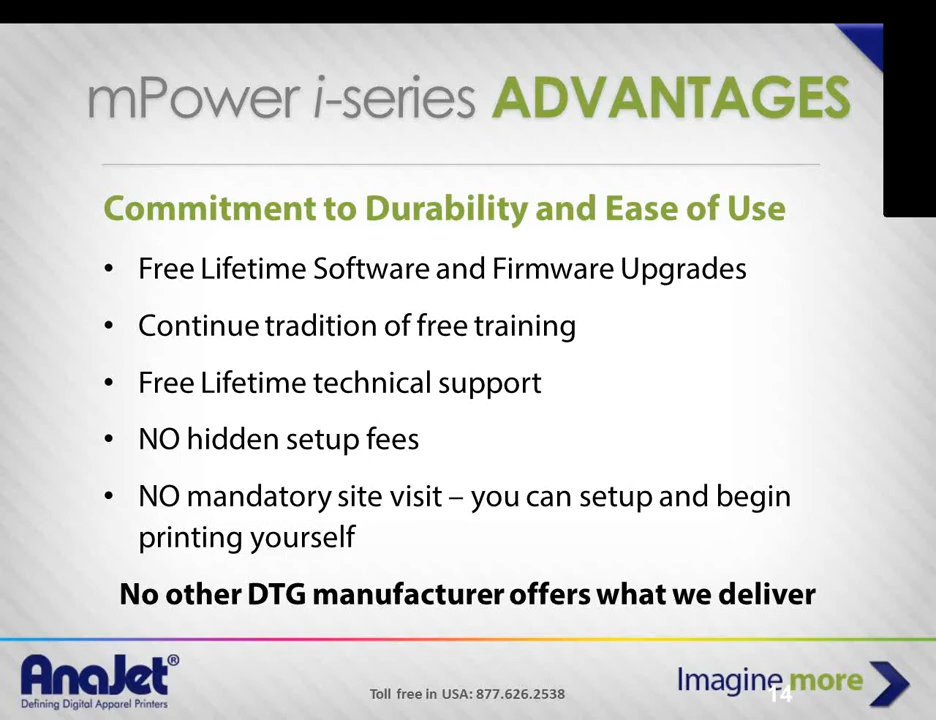 mPower i-series ADVANTAGES
Commitment to Durability and Ease of Use
• Free Lifetime Software and Firmware Upgrades
• Continue tradition of free training
• Free Lifetime technical support
• NO hidden setup fees
• NO mandatory site visit – you can setup and begin
printing yourself
No other DTG manufacturer offers what we deliver
AnaJet®
Defining Digital Apparel Printers
Toll free in USA: 877.626.2538
Imagine more
14